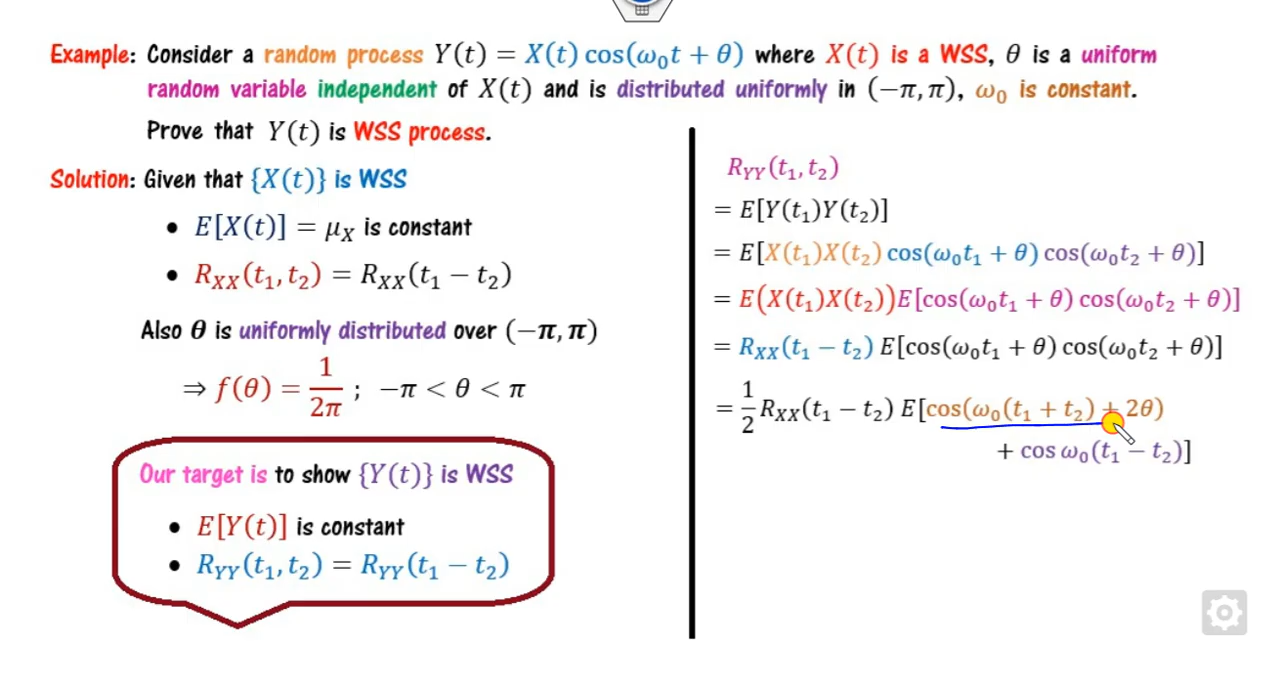 Example: Consider a random process Y(t) = X(t) cos(ω₀t + θ) where X(t) is a WSS, θ is a uniform
random variable independent of X(t) and is distributed uniformly in (−π, π), ω₀ is constant.
Prove that Y(t) is WSS process.
Solution: Given that {X(t)} is WSS
• E[X(t)] = μ_X is constant
• R_XX(t₁, t₂) = R_XX(t₁ − t₂)
Also θ is uniformly distributed over (−π, π)
⇒ f(θ) = 1/2π ; −π < θ < π
Our target is to show {Y(t)} is WSS
• E[Y(t)] is constant
• R_YY(t₁, t₂) = R_YY(t₁ − t₂)
R_YY(t₁, t₂)
= E[Y(t₁)Y(t₂)]
= E[X(t₁)X(t₂) cos(ω₀t₁ + θ) cos(ω₀t₂ + θ)]
= E(X(t₁)X(t₂))E[cos(ω₀t₁ + θ) cos(ω₀t₂ + θ)]
= R_XX(t₁ − t₂) E[cos(ω₀t₁ + θ) cos(ω₀t₂ + θ)]
= 1/2 R_XX(t₁ − t₂) E[cos(ω₀(t₁ + t₂) + 2θ)
+ cos ω₀(t₁ − t₂)]